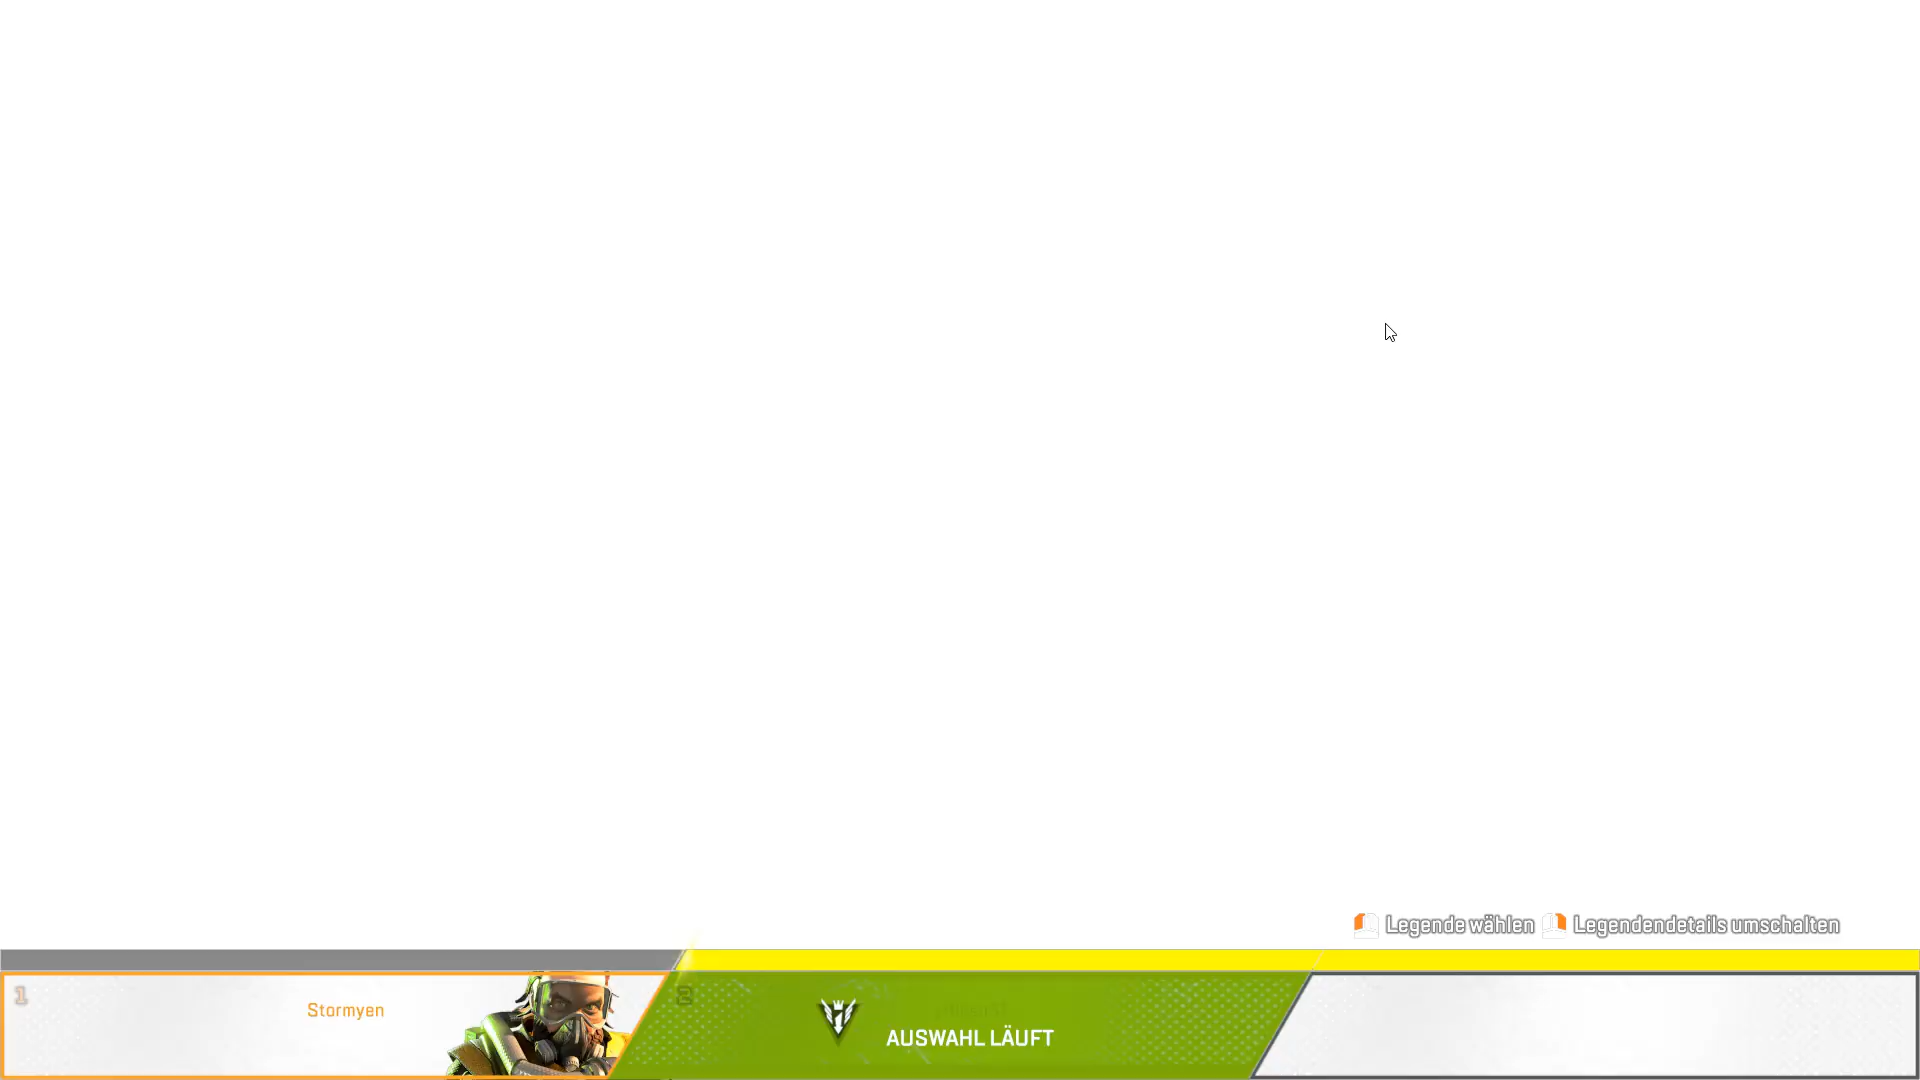 Legende wählen Legendendetails umschalten
1
Stormyen
2
AUSWAHL LÄUFT